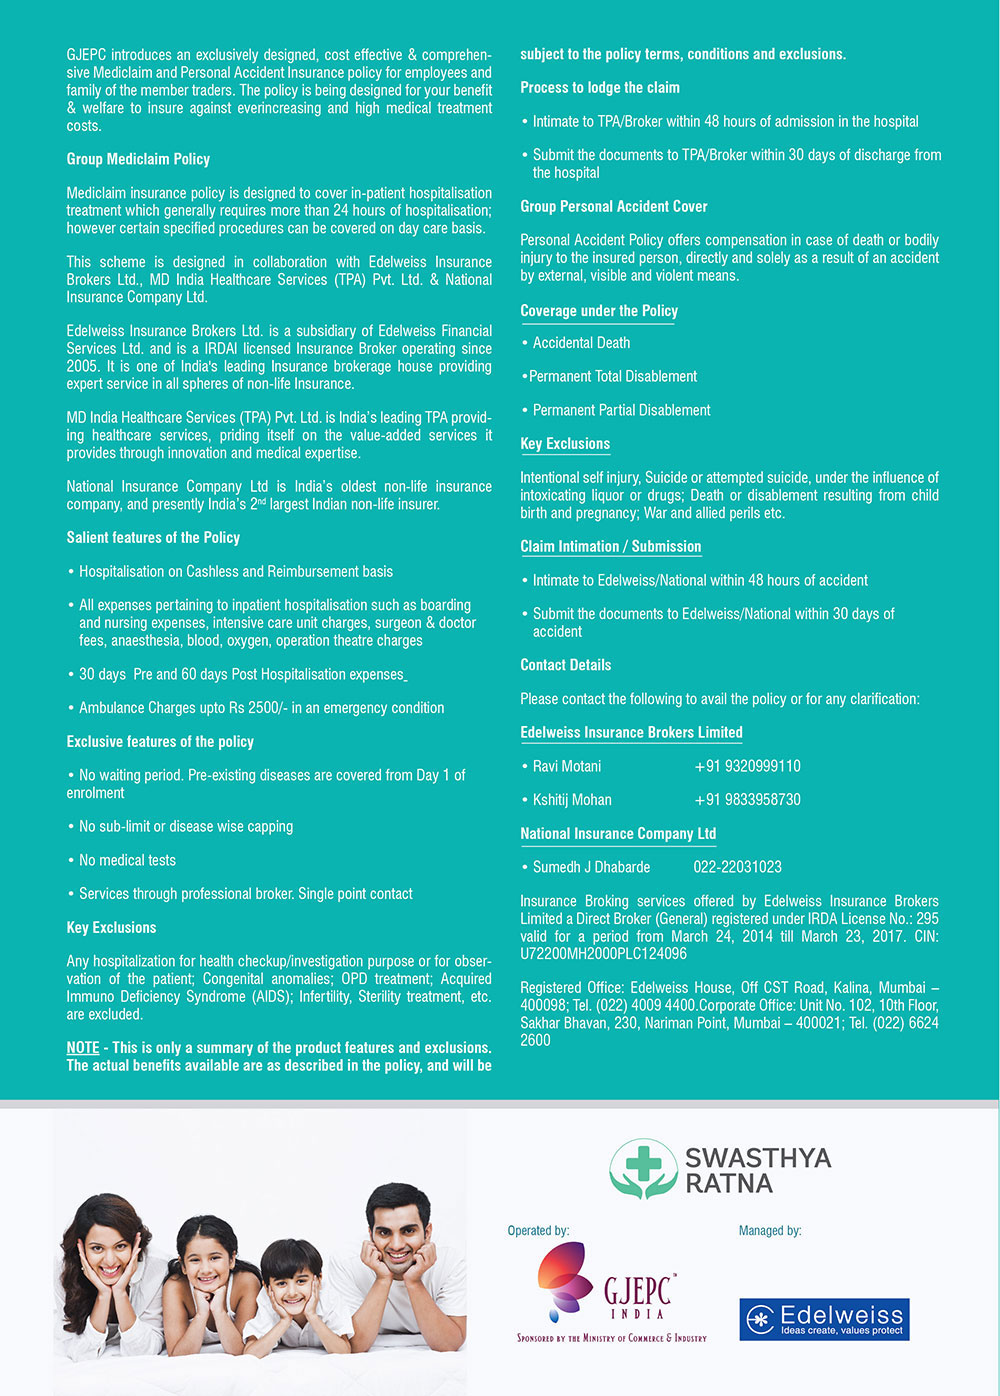 GJEPC introduces an exclusively designed, cost effective & comprehen-
sive Mediclaim and Personal Accident Insurance policy for employees and
family of the member traders. The policy is being designed for your benefit
& welfare to insure against everincreasing and high medical treatment
costs.
Group Mediclaim Policy
Mediclaim insurance policy is designed to cover in-patient hospitalisation
treatment which generally requires more than 24 hours of hospitalisation;
however certain specified procedures can be covered on day care basis.
This scheme is designed in collaboration with Edelweiss Insurance
Brokers Ltd., MD India Healthcare Services (TPA) Pvt. Ltd. & National
Insurance Company Ltd.
Edelweiss Insurance Brokers Ltd. is a subsidiary of Edelweiss Financial
Services Ltd. and is a IRDAI licensed Insurance Broker operating since
2005. It is one of India's leading Insurance brokerage house providing
expert service in all spheres of non-life Insurance.
MD India Healthcare Services (TPA) Pvt. Ltd. is India's leading TPA provid-
ing healthcare services, priding itself on the value-added services it
provides through innovation and medical expertise.
National Insurance Company Ltd is India's oldest non-life insurance
company, and presently India's 2nd largest Indian non-life insurer.
Salient features of the Policy
• Hospitalisation on Cashless and Reimbursement basis
• All expenses pertaining to inpatient hospitalisation such as boarding
and nursing expenses, intensive care unit charges, surgeon & doctor
fees, anaesthesia, blood, oxygen, operation theatre charges
• 30 days Pre and 60 days Post Hospitalisation expenses
• Ambulance Charges upto Rs 2500/- in an emergency condition
Exclusive features of the policy
• No waiting period. Pre-existing diseases are covered from Day 1 of
enrolment
• No sub-limit or disease wise capping
• No medical tests
• Services through professional broker. Single point contact
Key Exclusions
Any hospitalization for health checkup/investigation purpose or for obser-
vation of the patient; Congenital anomalies; OPD treatment; Acquired
Immuno Deficiency Syndrome (AIDS); Infertility, Sterility treatment, etc.
are excluded.
NOTE - This is only a summary of the product features and exclusions.
The actual benefits available are as described in the policy, and will be
subject to the policy terms, conditions and exclusions.
Process to lodge the claim
• Intimate to TPA/Broker within 48 hours of admission in the hospital
• Submit the documents to TPA/Broker within 30 days of discharge from
the hospital
Group Personal Accident Cover
Personal Accident Policy offers compensation in case of death or bodily
injury to the insured person, directly and solely as a result of an accident
by external, visible and violent means.
Coverage under the Policy
• Accidental Death
•Permanent Total Disablement
• Permanent Partial Disablement
Key Exclusions
Intentional self injury, Suicide or attempted suicide, under the influence of
intoxicating liquor or drugs; Death or disablement resulting from child
birth and pregnancy; War and allied perils etc.
Claim Intimation / Submission
• Intimate to Edelweiss/National within 48 hours of accident
• Submit the documents to Edelweiss/National within 30 days of
accident
Contact Details
Please contact the following to avail the policy or for any clarification:
Edelweiss Insurance Brokers Limited
• Ravi Motani +91 9320999110
• Kshitij Mohan +91 9833958730
National Insurance Company Ltd
• Sumedh J Dhabarde 022-22031023
Insurance Broking services offered by Edelweiss Insurance Brokers
Limited a Direct Broker (General) registered under IRDA License No.: 295
valid for a period from March 24, 2014 till March 23, 2017. CIN:
U72200MH2000PLC124096
Registered Office: Edelweiss House, Off CST Road, Kalina, Mumbai –
400098; Tel. (022) 4009 4400.Corporate Office: Unit No. 102, 10th Floor,
Sakhar Bhavan, 230, Nariman Point, Mumbai – 400021; Tel. (022) 6624
2600
SWASTHYA
RATNA
Operated by:
Managed by:
GJEPC™
INDIA
SPONSORED BY THE MINISTRY OF COMMERCE & INDUSTRY
Edelweiss
Ideas create, values protect